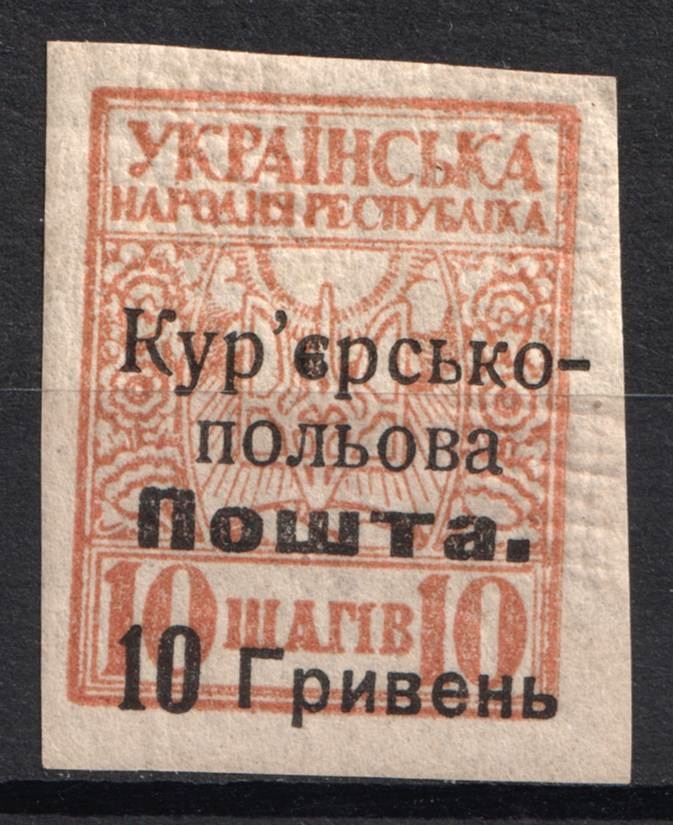 УКРАЇНСЬКА
НАРОДНЯ РЕСПУБЛІКА
Кур’єрсько-
польова
Пошта.
10 ШАГІВ 10
10 Гривень